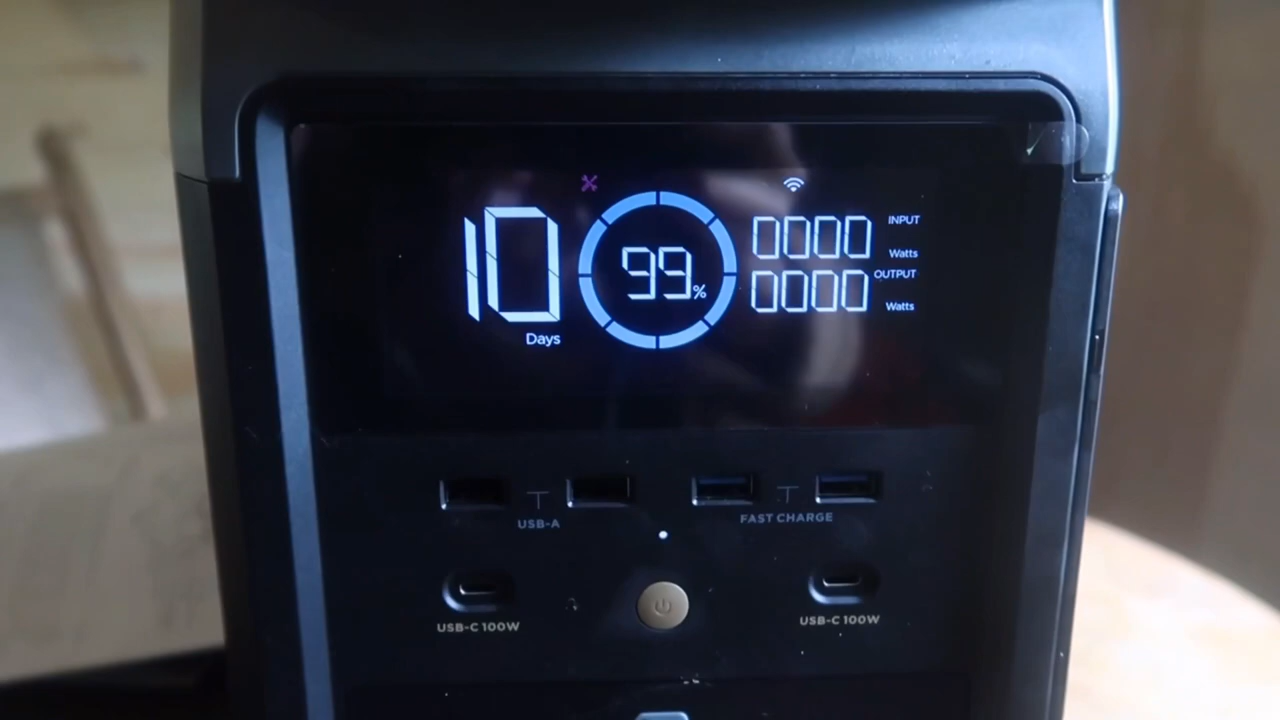 10
Days
99%
0000
INPUT
Watts
0000
OUTPUT
Watts
USB-A
FAST CHARGE
USB-C 100W
USB-C 100W